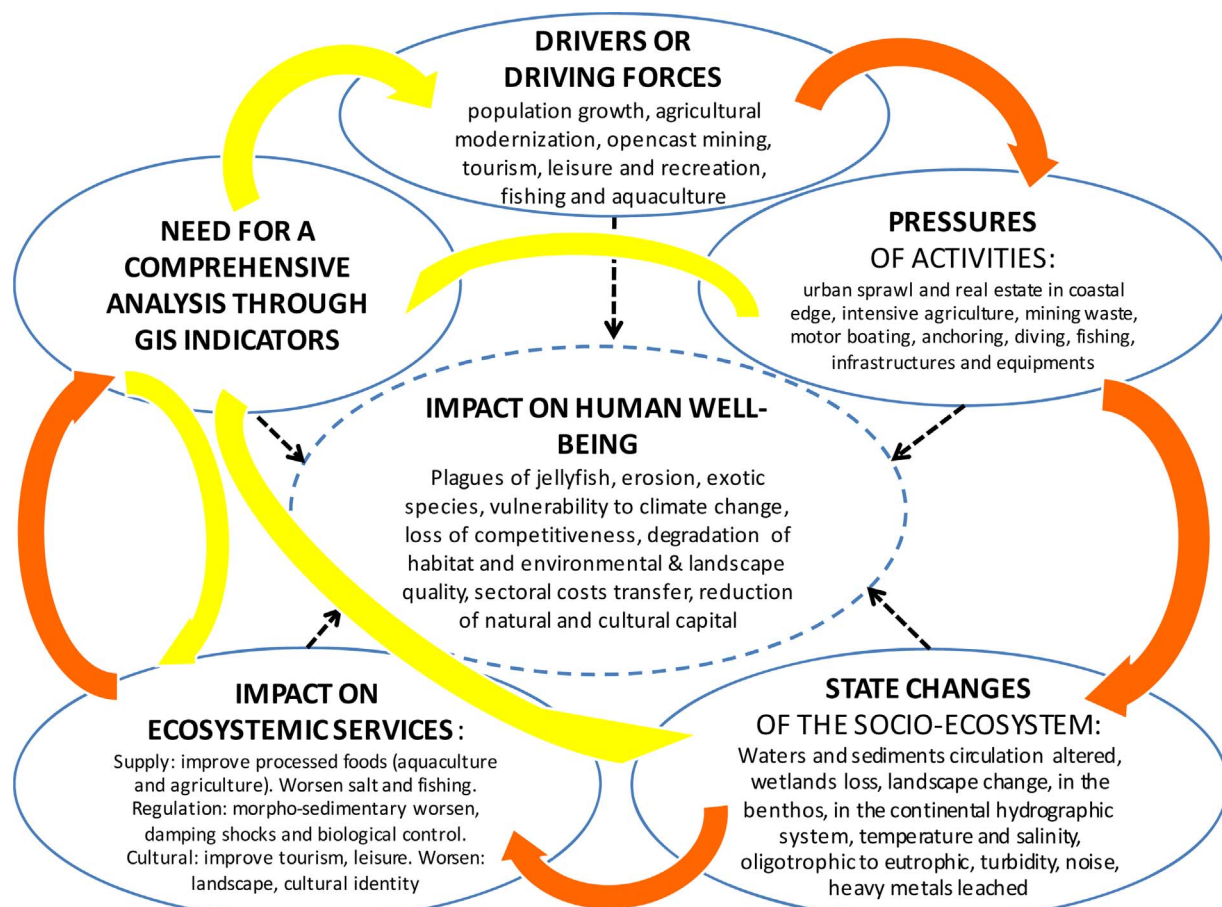 DRIVERS OR
DRIVING FORCES
population growth, agricultural
modernization, opencast mining,
tourism, leisure and recreation,
fishing and aquaculture
NEED FOR A
COMPREHENSIVE
ANALYSIS THROUGH
GIS INDICATORS
PRESSURES
OF ACTIVITIES:
urban sprawl and real estate in coastal
edge, intensive agriculture, mining waste,
motor boating, anchoring, diving, fishing,
infrastructures and equipments
IMPACT ON HUMAN WELL-
BEING
Plagues of jellyfish, erosion, exotic
species, vulnerability to climate change,
loss of competitiveness, degradation of
habitat and environmental & landscape
quality, sectoral costs transfer, reduction
of natural and cultural capital
IMPACT ON
ECOSYSTEMIC SERVICES :
Supply: improve processed foods (aquaculture
and agriculture). Worsen salt and fishing.
Regulation: morpho-sedimentary worsen,
damping shocks and biological control.
Cultural: improve tourism, leisure. Worsen:
landscape, cultural identity
STATE CHANGES
OF THE SOCIO-ECOSYSTEM:
Waters and sediments circulation altered,
wetlands loss, landscape change, in the
benthos, in the continental hydrographic
system, temperature and salinity,
oligotrophic to eutrophic, turbidity, noise,
heavy metals leached